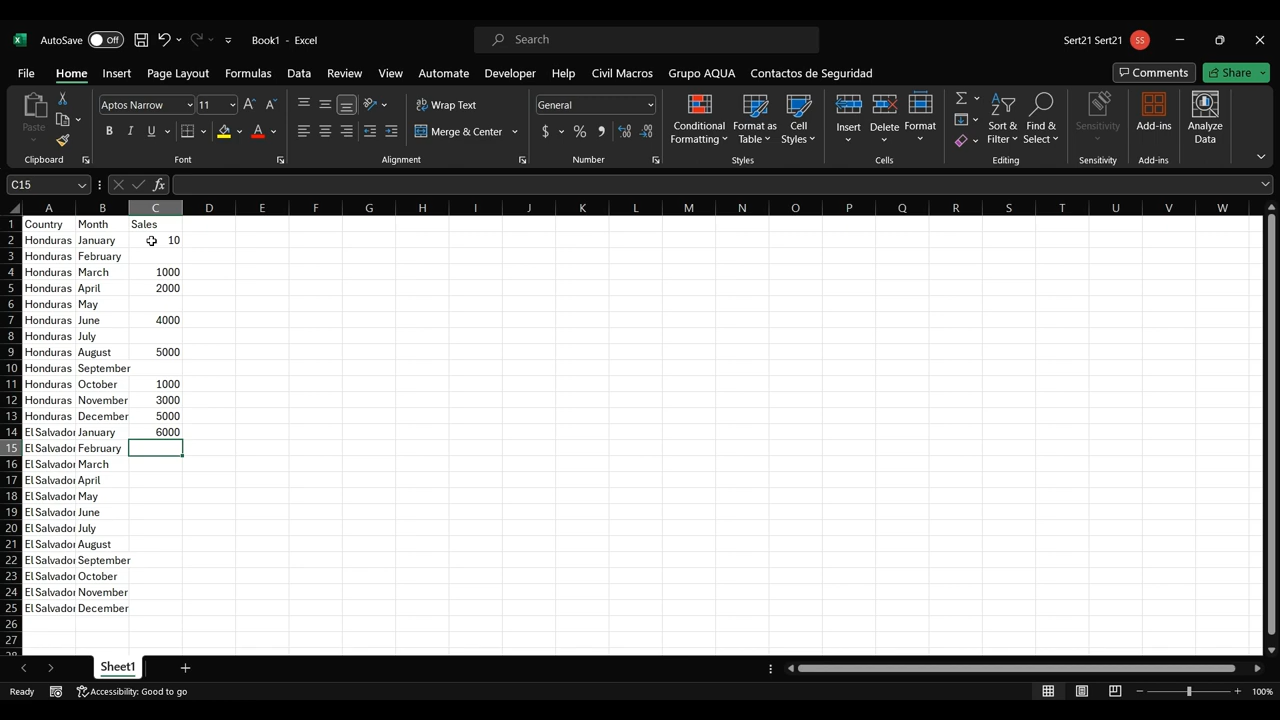 AutoSave Off Book1 - Excel Search Sert21 Sert21 SS
File Home Insert Page Layout Formulas Data Review View Automate Developer Help Civil Macros Grupo AQUA Contactos de Seguridad Comments Share
Paste Aptos Narrow 11 Wrap Text General Conditional Formatting Format as Table Cell Styles Insert Delete Format Sort & Filter Find & Select Sensitivity Add-ins Analyze Data
B I U A Merge & Center $ %
Clipboard Font Alignment Number Styles Cells Editing Sensitivity Add-ins
C15 fx
A B C D E F G H I J K L M N O P Q R S T U V W
1 Country Month Sales
2 Honduras January 10
3 Honduras February
4 Honduras March 1000
5 Honduras April 2000
6 Honduras May
7 Honduras June 4000
8 Honduras July
9 Honduras August 5000
10 Honduras September
11 Honduras October 1000
12 Honduras November 3000
13 Honduras December 5000
14 El Salvador January 6000
15 El Salvador February
16 El Salvador March
17 El Salvador April
18 El Salvador May
19 El Salvador June
20 El Salvador July
21 El Salvador August
22 El Salvador September
23 El Salvador October
24 El Salvador November
25 El Salvador December
26
27
28
Sheet1
Ready Accessibility: Good to go 100%